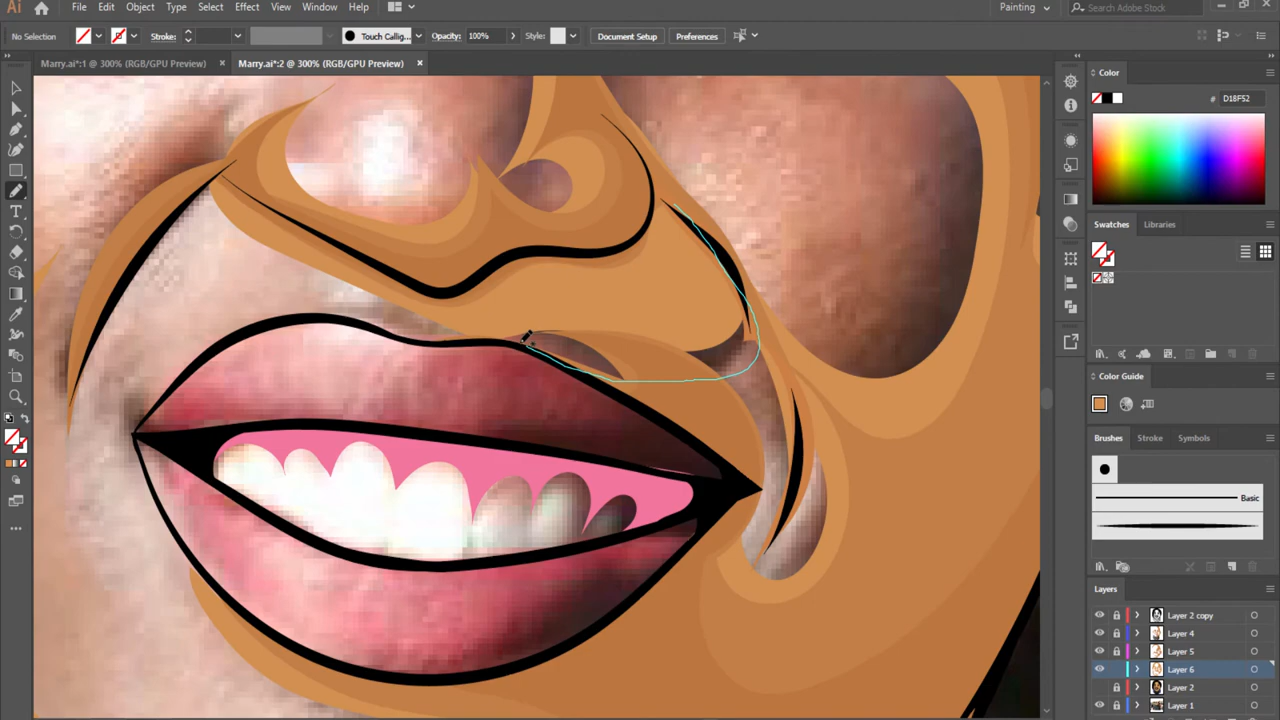 Ai File Edit Object Type Select Effect View Window Help Painting Search Adobe Stock
No Selection Stroke: Touch Callig... Opacity: 100% Style: Document Setup Preferences
Marry.ai*:1 @ 300% (RGB/GPU Preview) × Marry.ai*:2 @ 300% (RGB/GPU Preview) ×
Color
# D18F52
Swatches Libraries
Color Guide
Brushes Stroke Symbols
Basic
Layers
Layer 2 copy
Layer 4
Layer 5
Layer 6
Layer 2
Layer 1